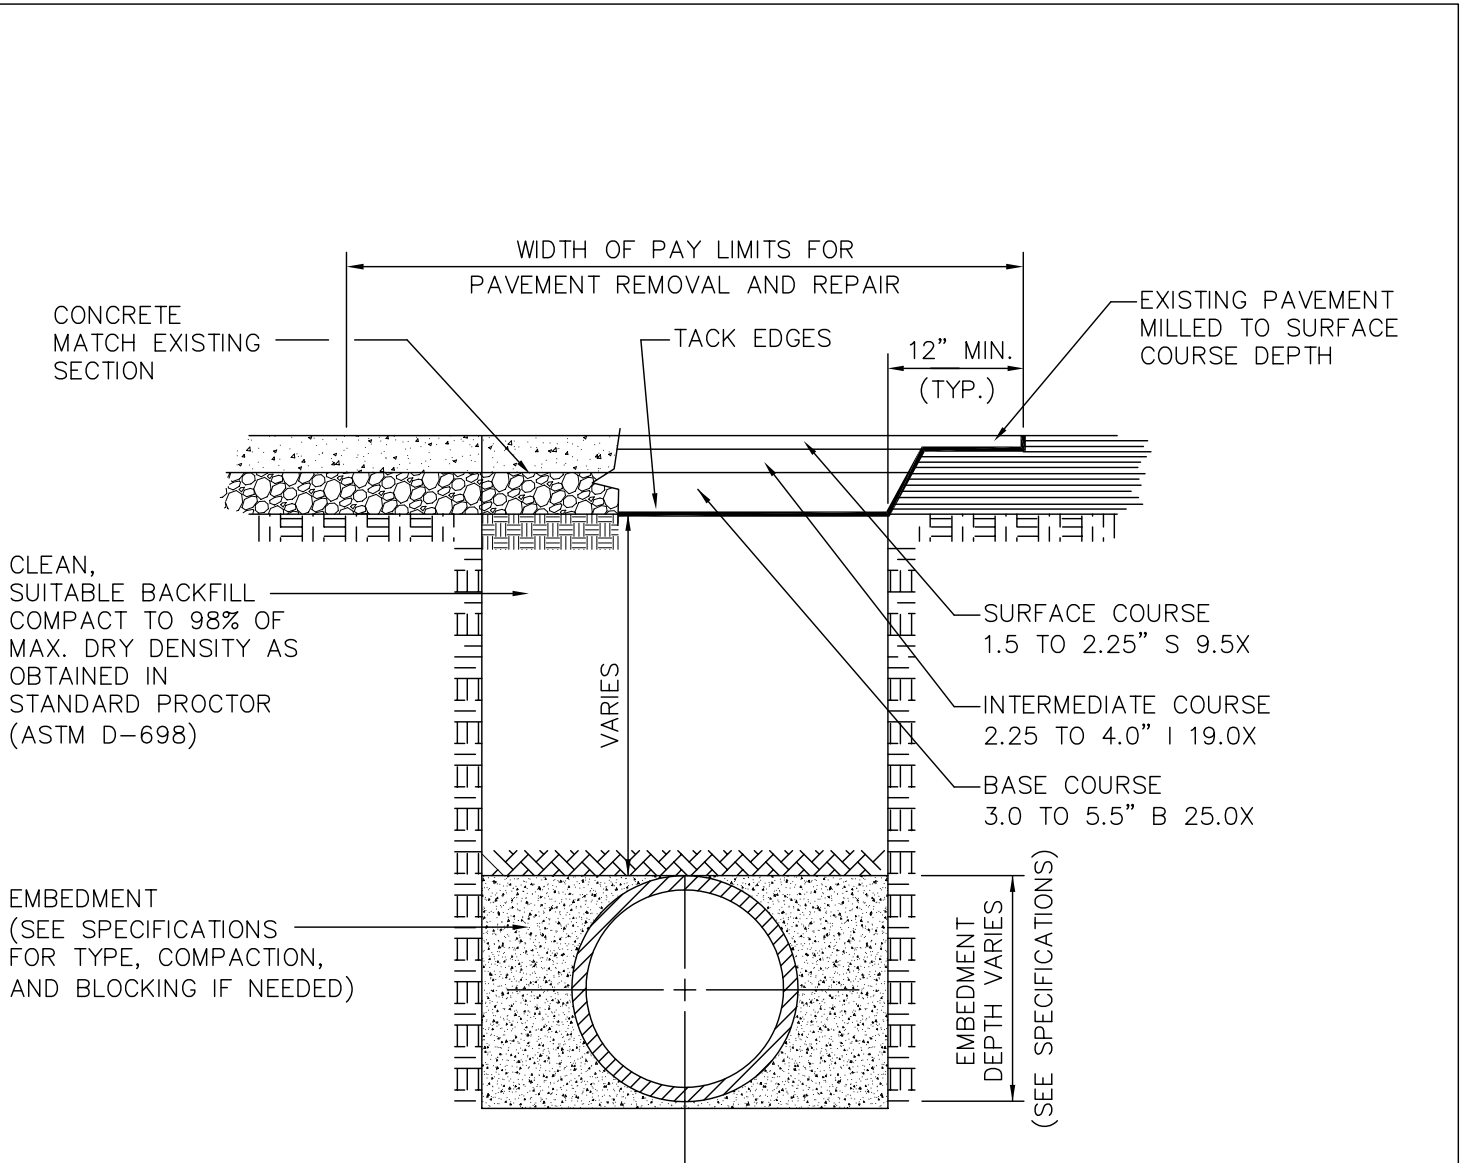 WIDTH OF PAY LIMITS FOR
PAVEMENT REMOVAL AND REPAIR
CONCRETE
MATCH EXISTING
SECTION
TACK EDGES
12” MIN.
(TYP.)
EXISTING PAVEMENT
MILLED TO SURFACE
COURSE DEPTH
CLEAN,
SUITABLE BACKFILL
COMPACT TO 98% OF
MAX. DRY DENSITY AS
OBTAINED IN
STANDARD PROCTOR
(ASTM D-698)
VARIES
SURFACE COURSE
1.5 TO 2.25” S 9.5X
INTERMEDIATE COURSE
2.25 TO 4.0” I 19.0X
BASE COURSE
3.0 TO 5.5” B 25.0X
EMBEDMENT
(SEE SPECIFICATIONS
FOR TYPE, COMPACTION,
AND BLOCKING IF NEEDED)
EMBEDMENT
DEPTH VARIES
(SEE SPECIFICATIONS)